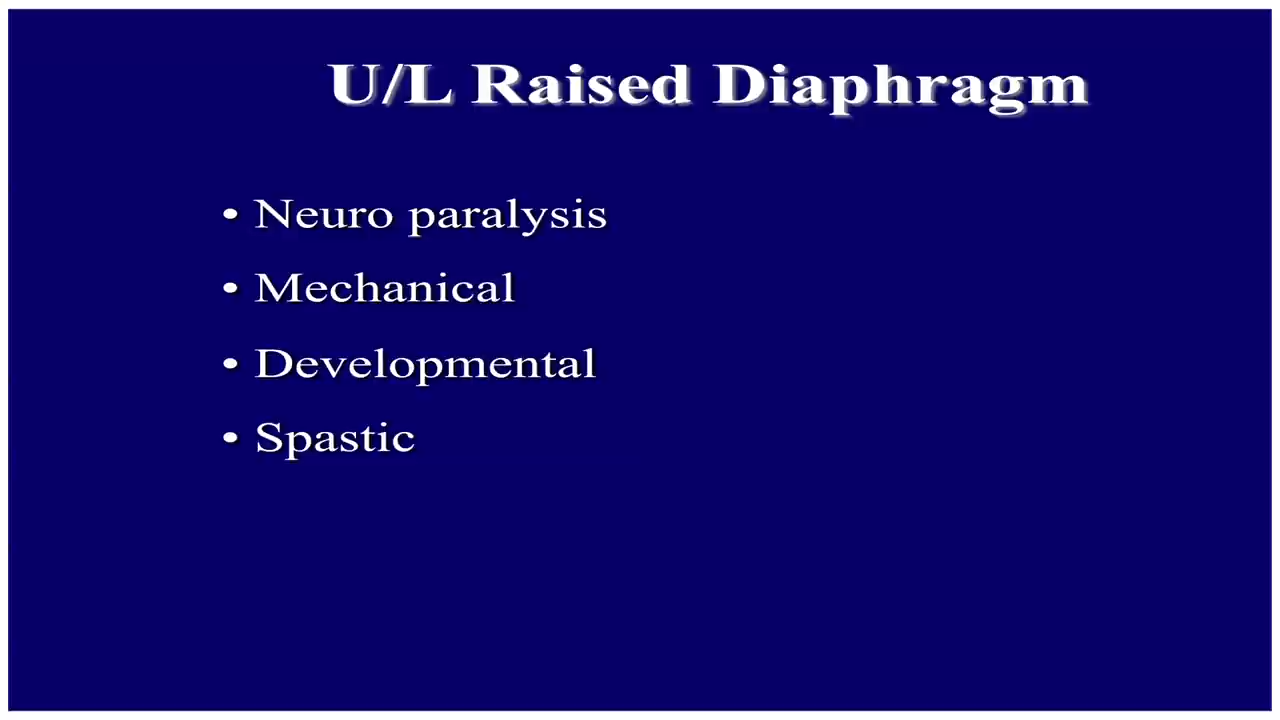 U/L Raised Diaphragm
• Neuro paralysis
• Mechanical
• Developmental
• Spastic